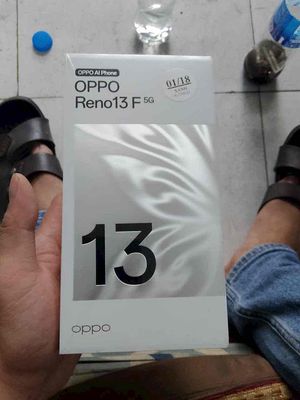 OPPO AI Phone
OPPO
Reno13 F 5G
01/18
13
oppo